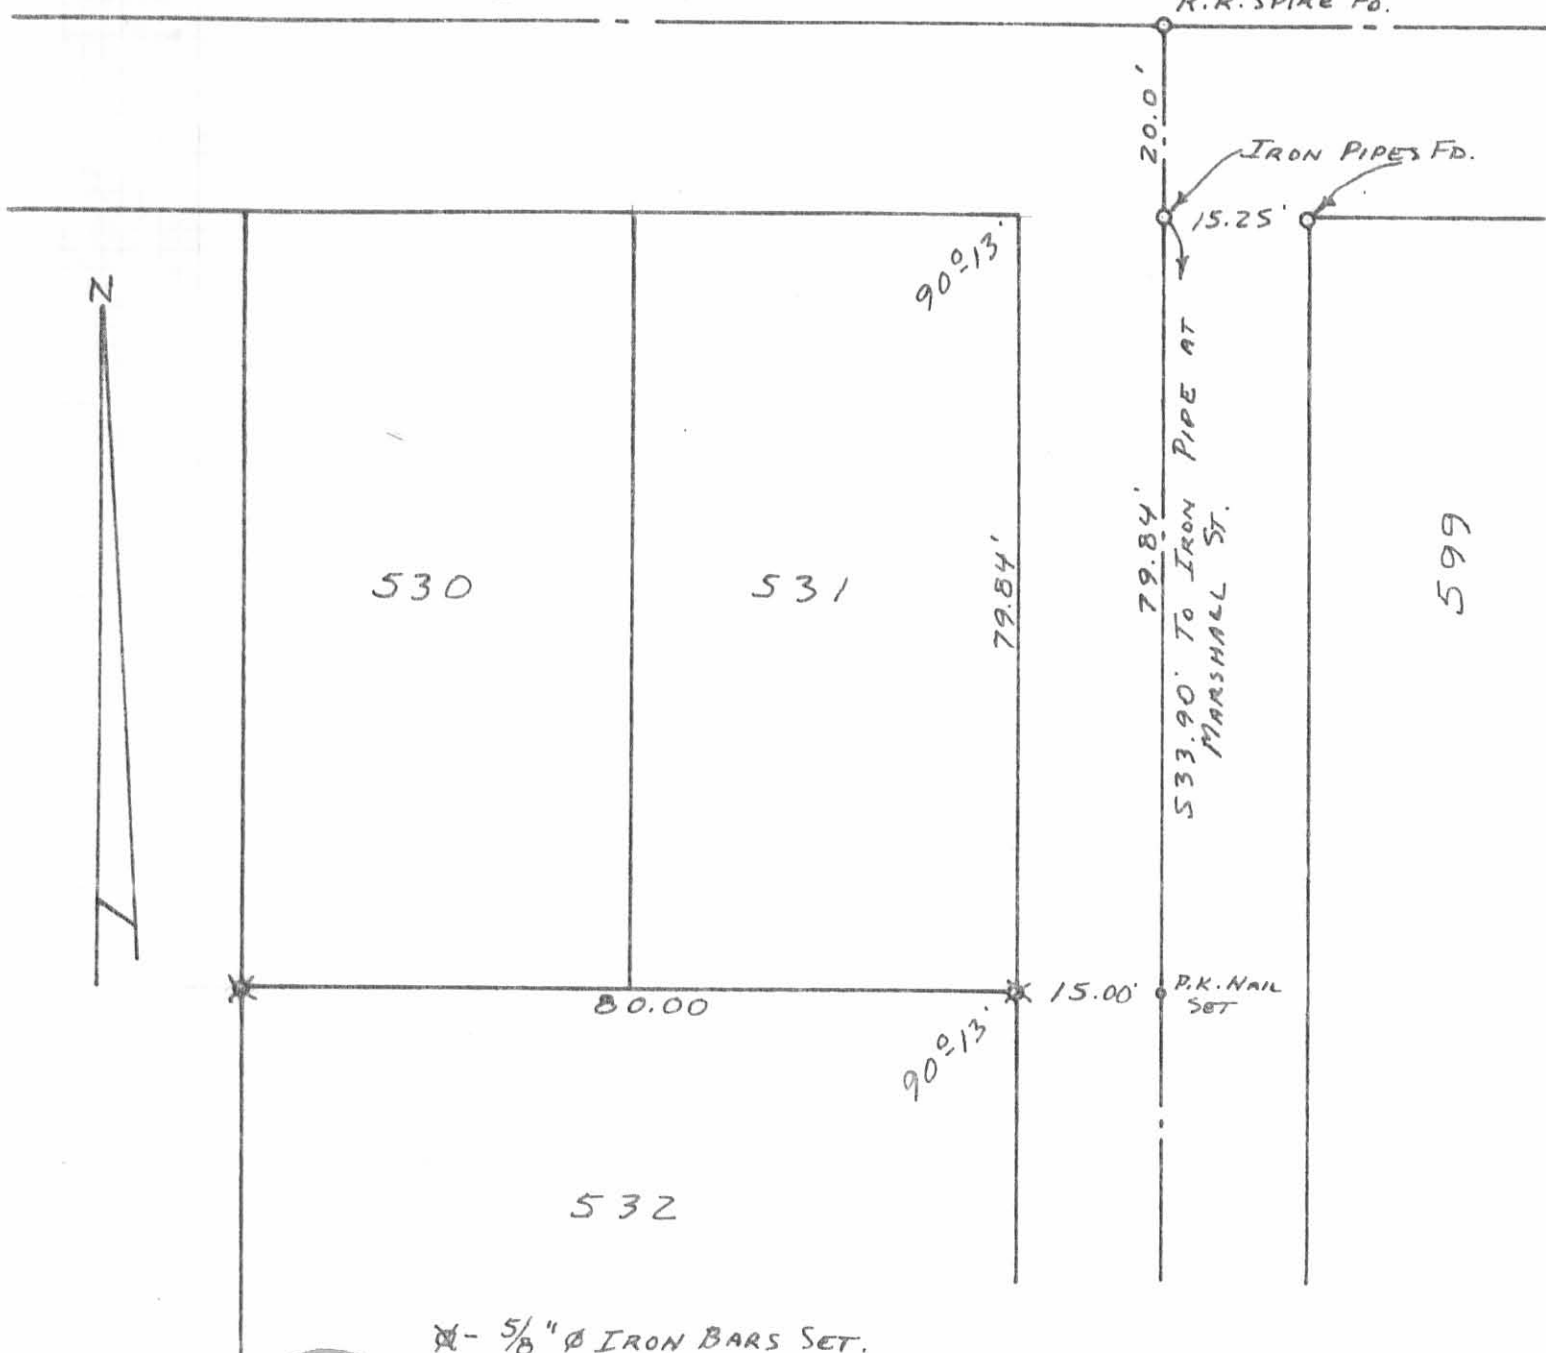 R.R. SPIKE FD.
20.0'
IRON PIPES FD.
15.25'
N
90°-13'
530
531
79.84'
79.84'
533.90' TO IRON PIPE AT
MARSHALL ST.
599
80.00
15.00'
P.K. NAIL
SET
90°-13'
532
- 5/8" Ø IRON BARS SET.